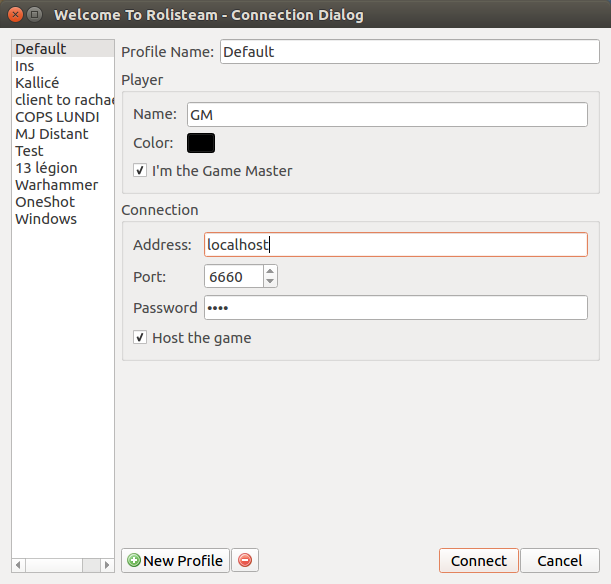 Welcome To Rolisteam - Connection Dialog
Default
Ins
Kallicé
client to rachae
COPS LUNDI
MJ Distant
Test
13 légion
Warhammer
OneShot
Windows
Profile Name: Default
Player
Name: GM
Color:
I'm the Game Master
Connection
Address: localhost
Port: 6660
Password ••••
Host the game
New Profile
Connect
Cancel